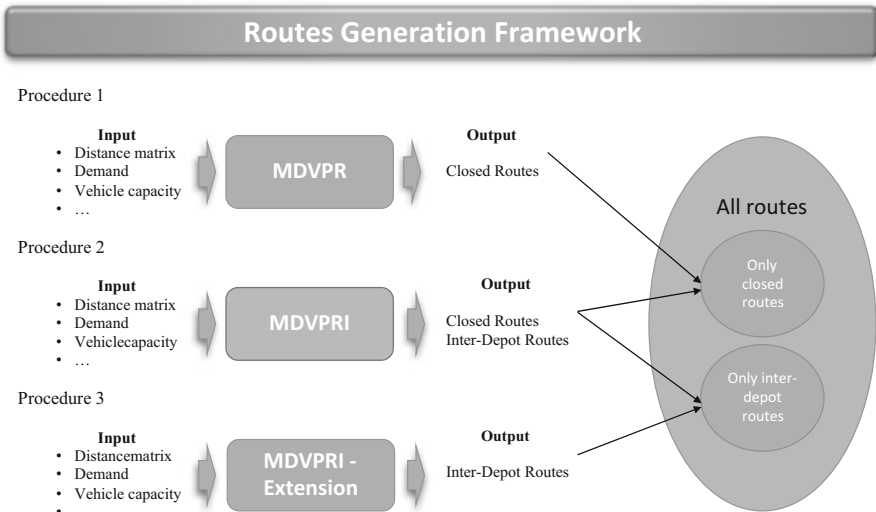 Routes Generation Framework
Procedure 1
Input
• Distance matrix
• Demand
• Vehicle capacity
• …
MDVPR
Output
Closed Routes
Procedure 2
Input
• Distance matrix
• Demand
• Vehiclecapacity
• …
MDVPRI
Output
Closed Routes
Inter-Depot Routes
Procedure 3
Input
• Distancematrix
• Demand
• Vehicle capacity
•
MDVPRI -
Extension
Output
Inter-Depot Routes
All routes
Only
closed
routes
Only inter-
depot
routes